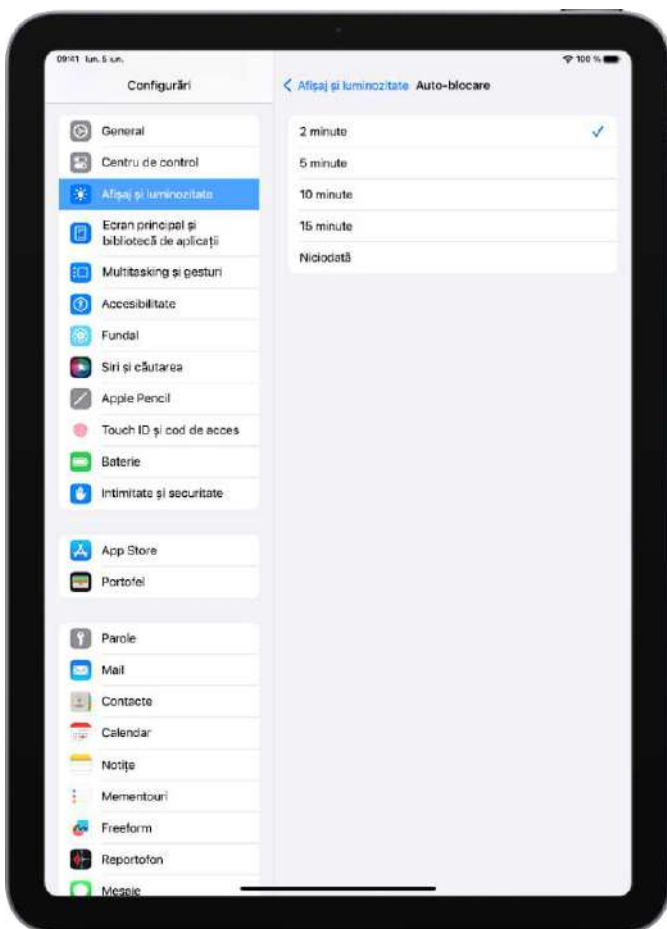 09:41 lun. 5 iun.
100 %
Configurări
Afișaj și luminozitate Auto-blocare
General
Centru de control
Afișaj și luminozitate
Ecran principal și
bibliotecă de aplicații
Multitasking și gesturi
Accesibilitate
Fundal
Siri și căutarea
Apple Pencil
Touch ID și cod de acces
Baterie
Intimitate și securitate
App Store
Portofel
Parole
Mail
Contacte
Calendar
Notițe
Mementouri
Freeform
Reportofon
Mesaje
2 minute
5 minute
10 minute
15 minute
Niciodată